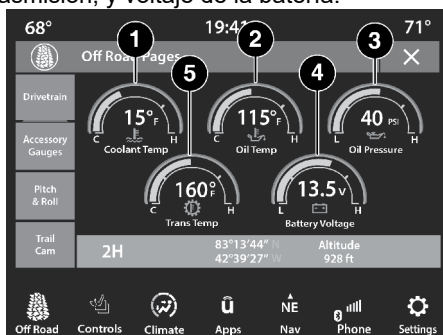 asmisión, y voltaje de la batería.
68° 19:41 71°
Off Road Pages
1 2 3 4 5
Drivetrain
Accessory Gauges
Pitch & Roll
Trail Cam
15°F
C H
Coolant Temp
115°F
C H
Oil Temp
40 PSI
L H
Oil Pressure
160°F
C H
Trans Temp
13.5 V
L H
Battery Voltage
2H
83°13'44" N
42°39'27" W
Altitude
928 ft
Off Road Controls Climate Apps Nav Phone Settings
û NE